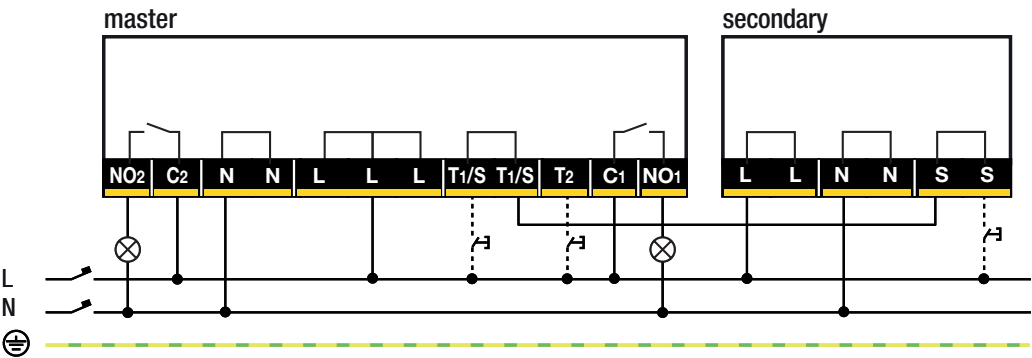 master
secondary
NO2 C2 N N L L L T1/S T1/S T2 C1 NO1
L L N N S S
L
N